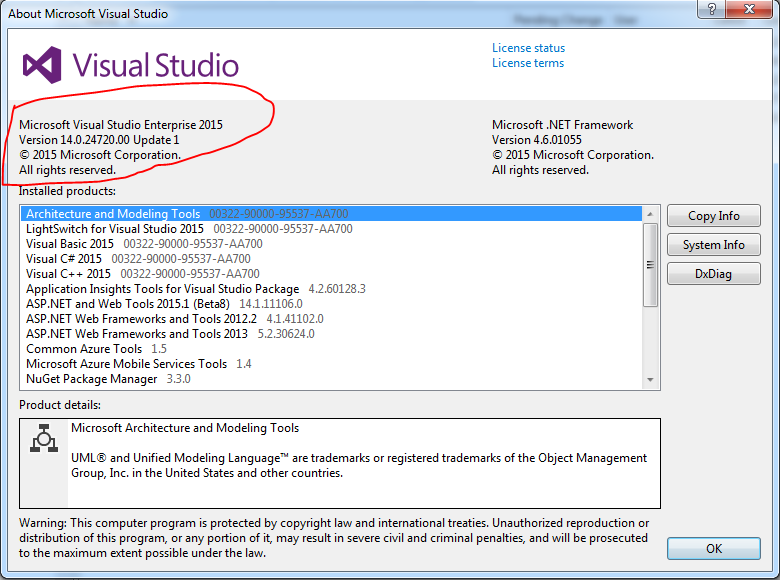 About Microsoft Visual Studio
Pending Change User
License status
License terms
Visual Studio
Microsoft Visual Studio Enterprise 2015
Version 14.0.24720.00 Update 1
© 2015 Microsoft Corporation.
All rights reserved.
Microsoft .NET Framework
Version 4.6.01055
© 2015 Microsoft Corporation.
All rights reserved.
Installed products:
Architecture and Modeling Tools 00322-90000-95537-AA700
LightSwitch for Visual Studio 2015 00322-90000-95537-AA700
Visual Basic 2015 00322-90000-95537-AA700
Visual C# 2015 00322-90000-95537-AA700
Visual C++ 2015 00322-90000-95537-AA700
Application Insights Tools for Visual Studio Package 4.2.60128.3
ASP.NET and Web Tools 2015.1 (Beta8) 14.1.11106.0
ASP.NET Web Frameworks and Tools 2012.2 4.1.41102.0
ASP.NET Web Frameworks and Tools 2013 5.2.30624.0
Common Azure Tools 1.5
Microsoft Azure Mobile Services Tools 1.4
NuGet Package Manager 3.3.0
Copy Info
System Info
DxDiag
Product details:
Microsoft Architecture and Modeling Tools
UML® and Unified Modeling Language™ are trademarks or registered trademarks of the Object Management
Group, Inc. in the United States and other countries.
Warning: This computer program is protected by copyright law and international treaties. Unauthorized reproduction or
distribution of this program, or any portion of it, may result in severe civil and criminal penalties, and will be prosecuted
to the maximum extent possible under the law.
OK